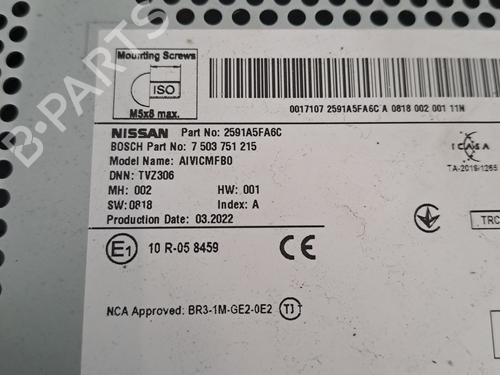 Mounting Screws
ISO
M5x8 max.
0017107 2591A5FA6C A 0818 002 001 11N
NISSAN Part No: 2591A5FA6C
BOSCH Part No: 7 503 751 215
Model Name: AIVICMFB0
DNN: TVZ306
MH: 002 HW: 001
SW: 0818 Index: A
Production Date: 03.2022
ICASA
TA-2019/1265
TRC
E1 10 R-05 8459 CE
NCA Approved: BR3-1M-GE2-0E2 TJ